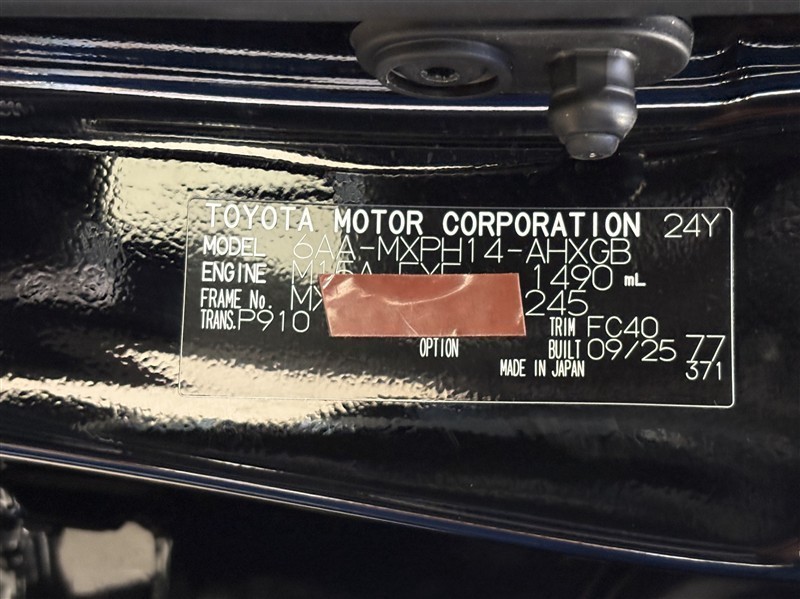 TOYOTA MOTOR CORPORATION 24Y
MODEL 6AA-MXPH14-AHXGB
ENGINE 1490 mL
FRAME No. MX 245
TRANS. P910 TRIM FC40
OPTION BUILT 09/25 77
MADE IN JAPAN 371